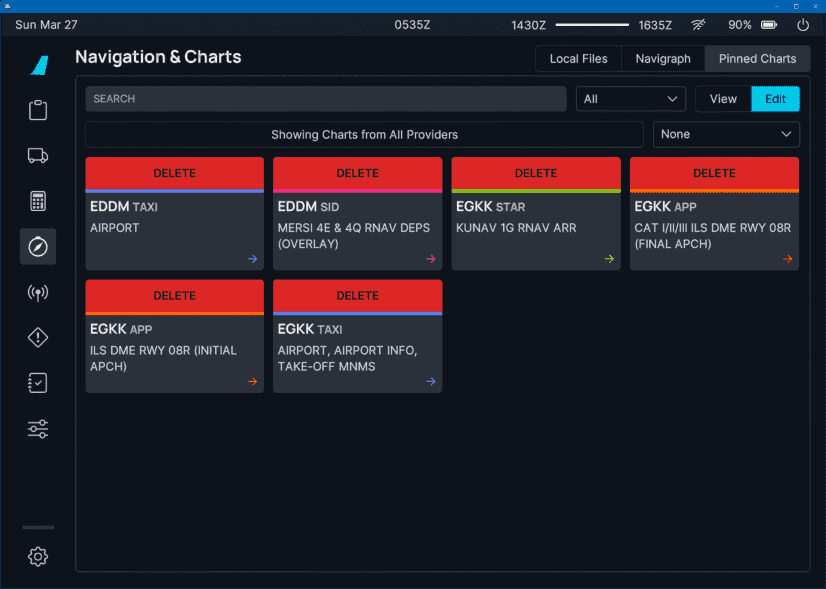 Sun Mar 27 0535Z 1430Z 1635Z 90%
Navigation & Charts
Local Files Navigraph Pinned Charts
SEARCH All View Edit
Showing Charts from All Providers None
DELETE
EDDM TAXI
AIRPORT
DELETE
EDDM SID
MERSI 4E & 4Q RNAV DEPS
(OVERLAY)
DELETE
EGKK STAR
KUNAV 1G RNAV ARR
DELETE
EGKK APP
CAT I/II/III ILS DME RWY 08R
(FINAL APCH)
DELETE
EGKK APP
ILS DME RWY 08R (INITIAL
APCH)
DELETE
EGKK TAXI
AIRPORT, AIRPORT INFO,
TAKE-OFF MNMS